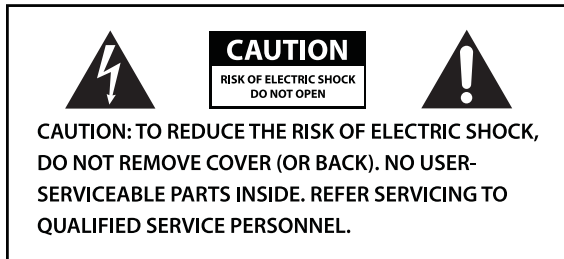 CAUTION
RISK OF ELECTRIC SHOCK
DO NOT OPEN
CAUTION: TO REDUCE THE RISK OF ELECTRIC SHOCK,
DO NOT REMOVE COVER (OR BACK). NO USER-
SERVICEABLE PARTS INSIDE. REFER SERVICING TO
QUALIFIED SERVICE PERSONNEL.